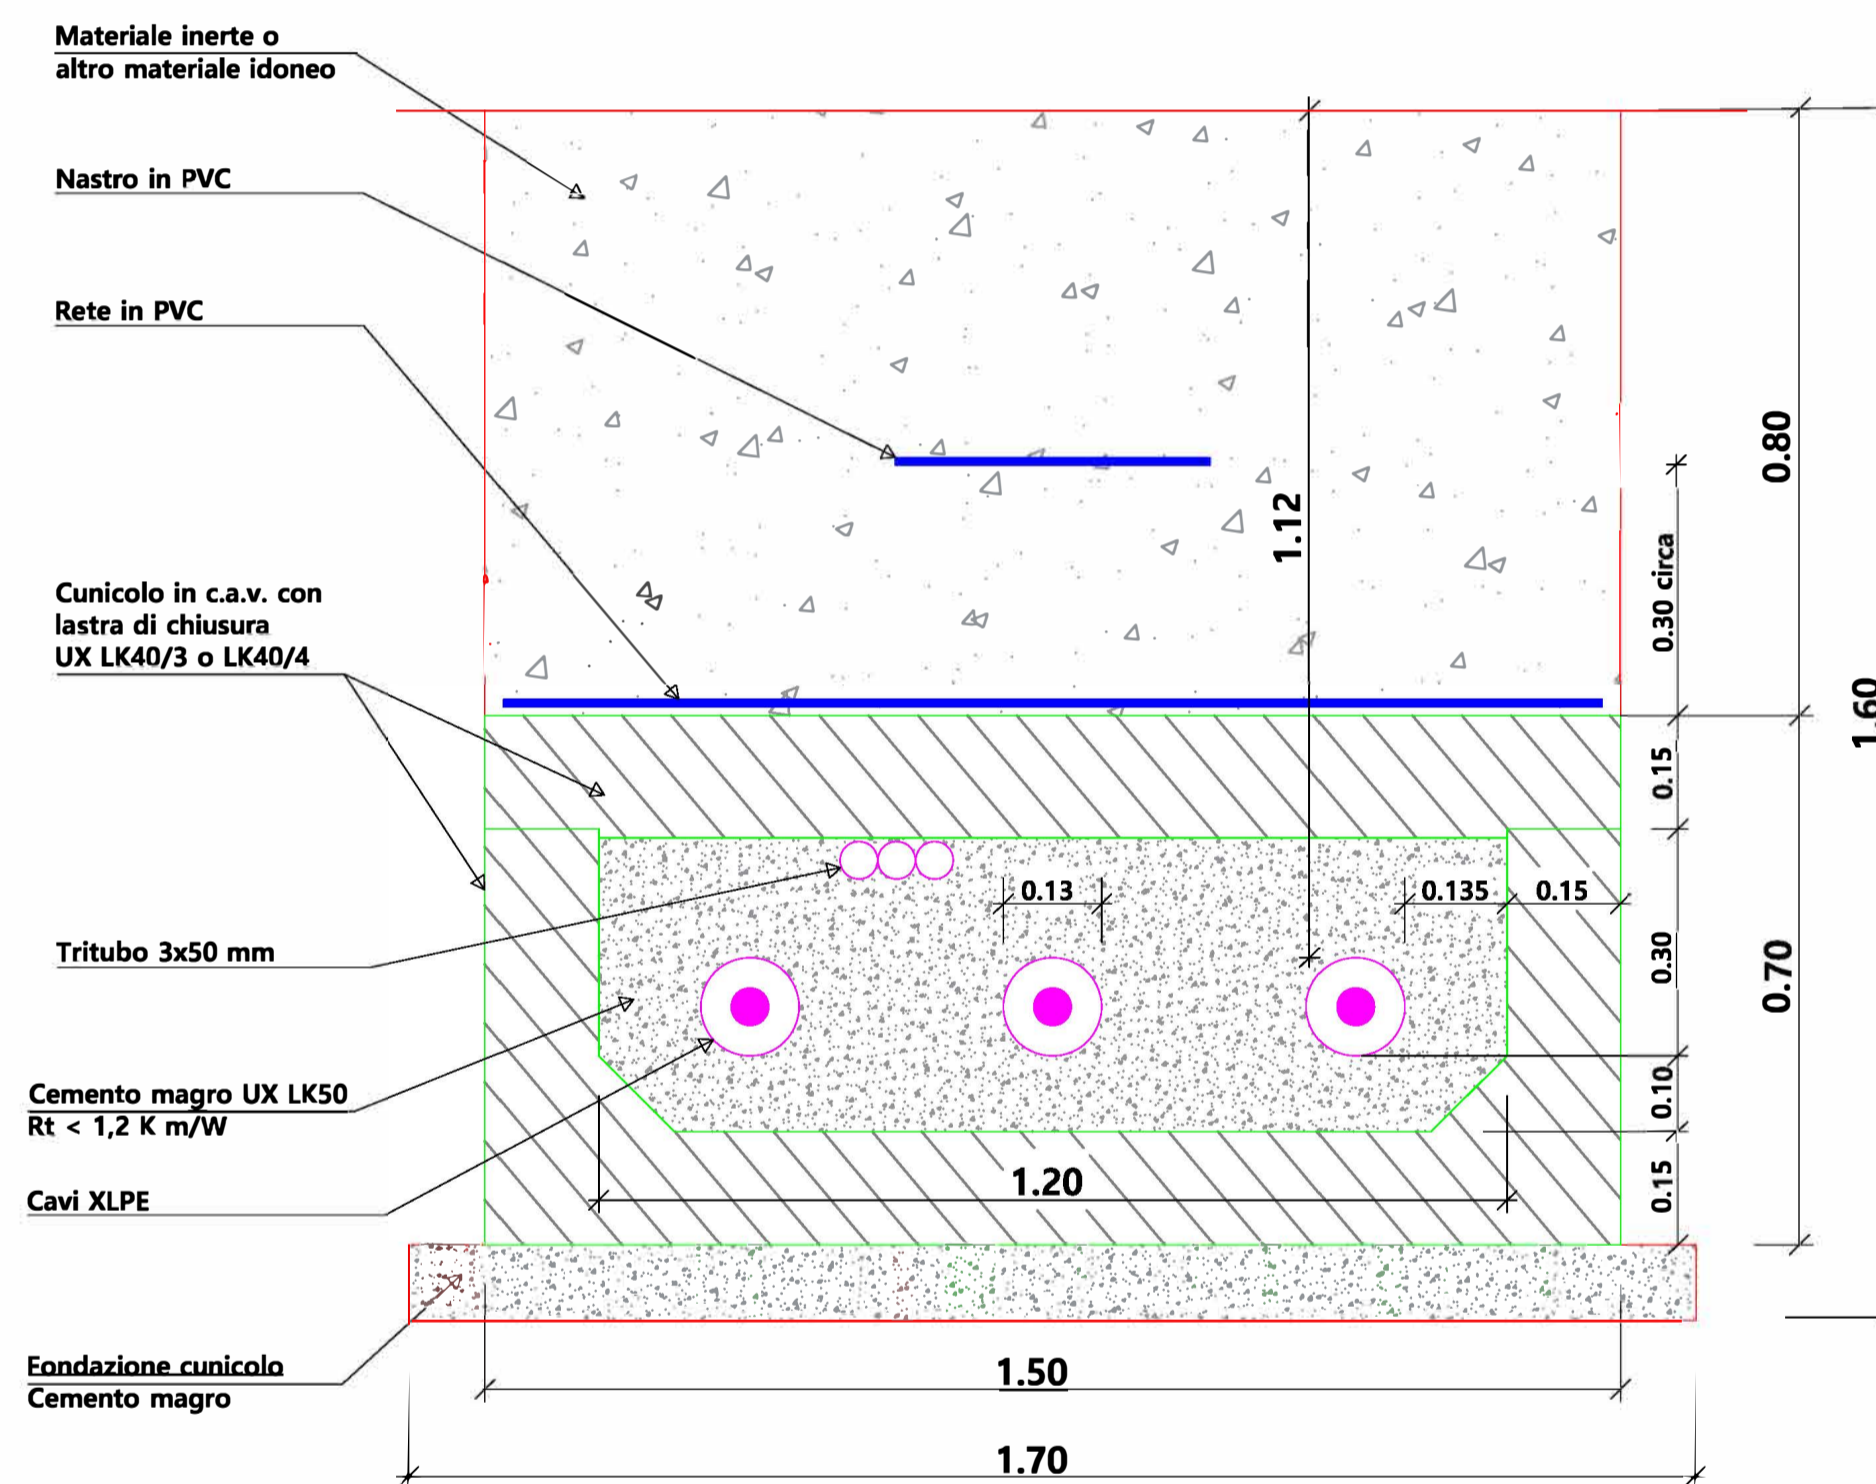 Materiale inerte o
altro materiale idoneo
Nastro in PVC
Rete in PVC
Cunicolo in c.a.v. con
lastra di chiusura
UX LK40/3 o LK40/4
Tritubo 3x50 mm
Cemento magro UX LK50
Rt < 1,2 K m/W
Cavi XLPE
Fondazione cunicolo
Cemento magro
1.12
0.80
0.30 circa
1.60
0.15
0.13
0.135
0.15
0.30
0.70
0.10
0.15
1.20
1.50
1.70